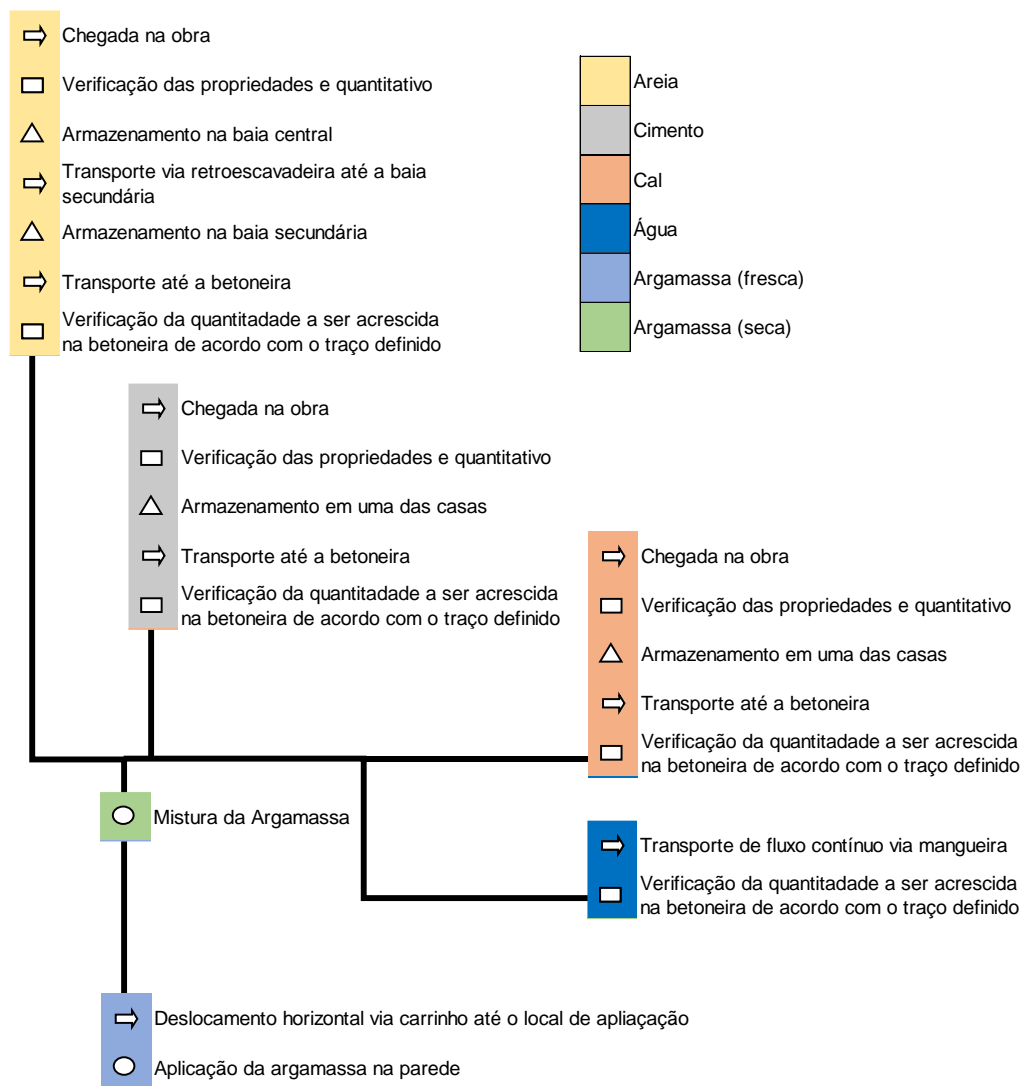 Chegada na obra
Verificação das propriedades e quantitativo
Armazenamento na baia central
Transporte via retroescavadeira até a baia
secundária
Armazenamento na baia secundária
Transporte até a betoneira
Verificação da quantitadade a ser acrescida
na betoneira de acordo com o traço definido
Areia
Cimento
Cal
Água
Argamassa (fresca)
Argamassa (seca)
Chegada na obra
Verificação das propriedades e quantitativo
Armazenamento em uma das casas
Transporte até a betoneira
Verificação da quantitadade a ser acrescida
na betoneira de acordo com o traço definido
Chegada na obra
Verificação das propriedades e quantitativo
Armazenamento em uma das casas
Transporte até a betoneira
Verificação da quantitadade a ser acrescida
na betoneira de acordo com o traço definido
Mistura da Argamassa
Transporte de fluxo contínuo via mangueira
Verificação da quantitadade a ser acrescida
na betoneira de acordo com o traço definido
Deslocamento horizontal via carrinho até o local de apliaçação
Aplicação da argamassa na parede